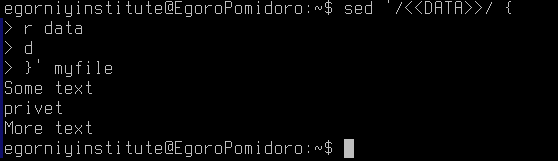 egorniyinstitute@EgoroPomidoro:~$ sed '/<<DATA>>/ {
> r data
> d
> }' myfile
Some text
privet
More text
egorniyinstitute@EgoroPomidoro:~$